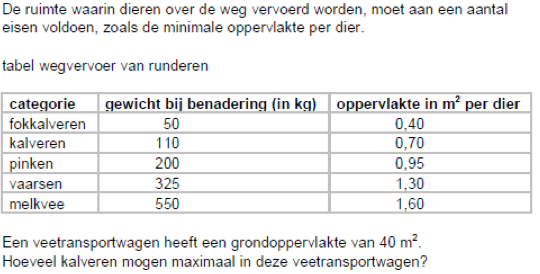 De ruimte waarin dieren over de weg vervoerd worden, moet aan een aantal
eisen voldoen, zoals de minimale oppervlakte per dier.
tabel wegvervoer van runderen
categorie gewicht bij benadering (in kg) oppervlakte in m² per dier
fokkalveren 50 0,40
kalveren 110 0,70
pinken 200 0,95
vaarsen 325 1,30
melkvee 550 1,60
Een veetransportwagen heeft een grondoppervlakte van 40 m².
Hoeveel kalveren mogen maximaal in deze veetransportwagen?